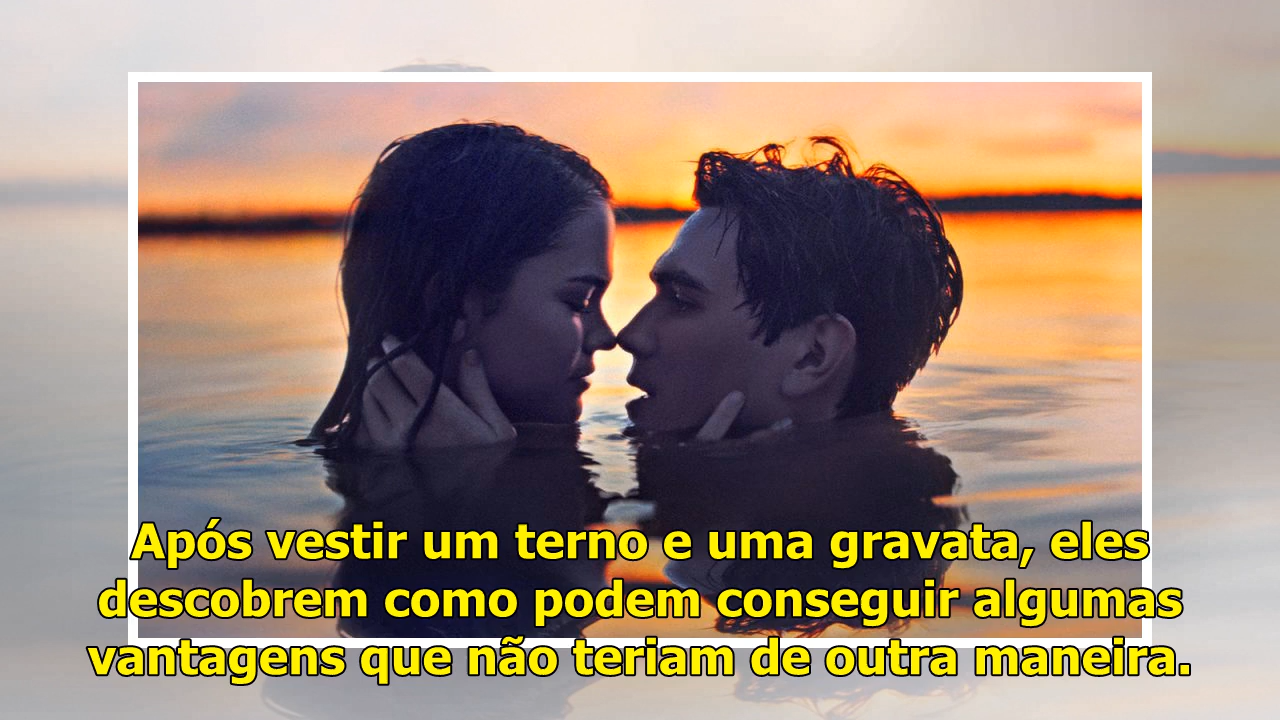 Após vestir um terno e uma gravata, eles
descobrem como podem conseguir algumas
vantagens que não teriam de outra maneira.